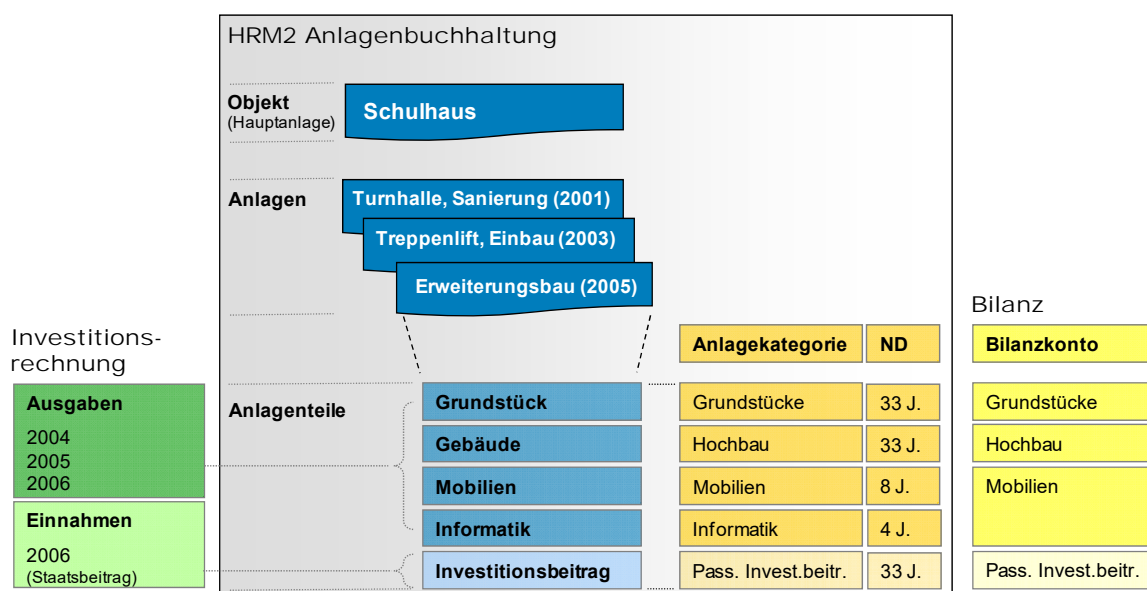 HRM2 Anlagenbuchhaltung
Objekt
(Hauptanlage)
Schulhaus
Anlagen
Turnhalle, Sanierung (2001)
Treppenlift, Einbau (2003)
Erweiterungsbau (2005)
Investitions-
rechnung
Bilanz
Anlagekategorie ND Bilanzkonto
Ausgaben
2004
2005
2006
Einnahmen
2006
(Staatsbeitrag)
Anlagenteile
Grundstück Grundstücke 33 J. Grundstücke
Gebäude Hochbau 33 J. Hochbau
Mobilien Mobilien 8 J. Mobilien
Informatik Informatik 4 J.
Investitionsbeitrag Pass. Invest.beitr. 33 J. Pass. Invest.beitr.